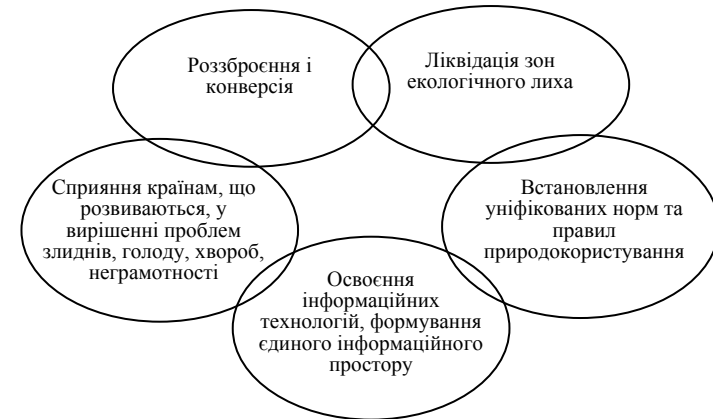 Роззброєння і
конверсія
Ліквідація зон
екологічного лиха
Сприяння країнам, що
розвиваються, у
вирішенні проблем
злиднів, голоду, хвороб,
неграмотності
Встановлення
уніфікованих норм та
правил
природокористування
Освоєння
інформаційних
технологій, формування
єдиного інформаційного
простору